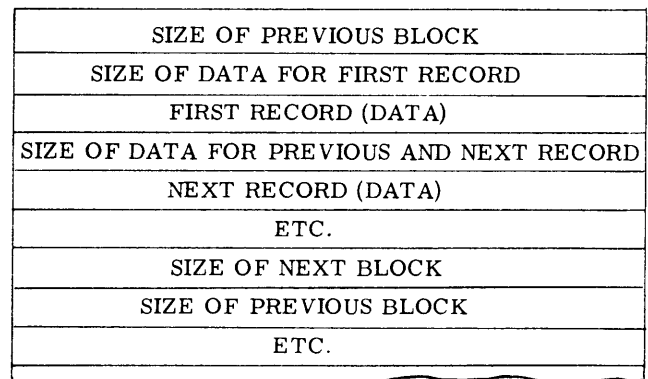 SIZE OF PREVIOUS BLOCK
SIZE OF DATA FOR FIRST RECORD
FIRST RECORD (DATA)
SIZE OF DATA FOR PREVIOUS AND NEXT RECORD
NEXT RECORD (DATA)
ETC.
SIZE OF NEXT BLOCK
SIZE OF PREVIOUS BLOCK
ETC.